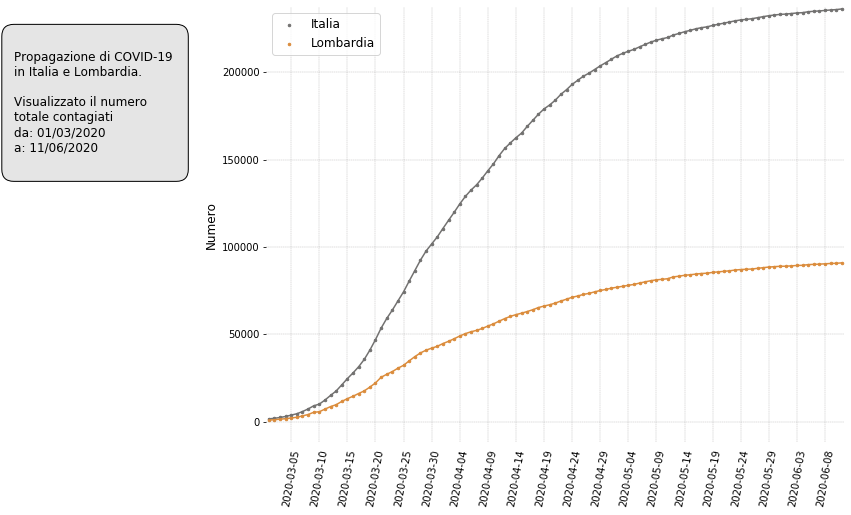 Propagazione di COVID-19
in Italia e Lombardia.
Visualizzato il numero
totale contagiati
da: 01/03/2020
a: 11/06/2020
Italia
Lombardia
Numero
200000
150000
100000
50000
0
2020-03-05
2020-03-10
2020-03-15
2020-03-20
2020-03-25
2020-03-30
2020-04-04
2020-04-09
2020-04-14
2020-04-19
2020-04-24
2020-04-29
2020-05-04
2020-05-09
2020-05-14
2020-05-19
2020-05-24
2020-05-29
2020-06-03
2020-06-08